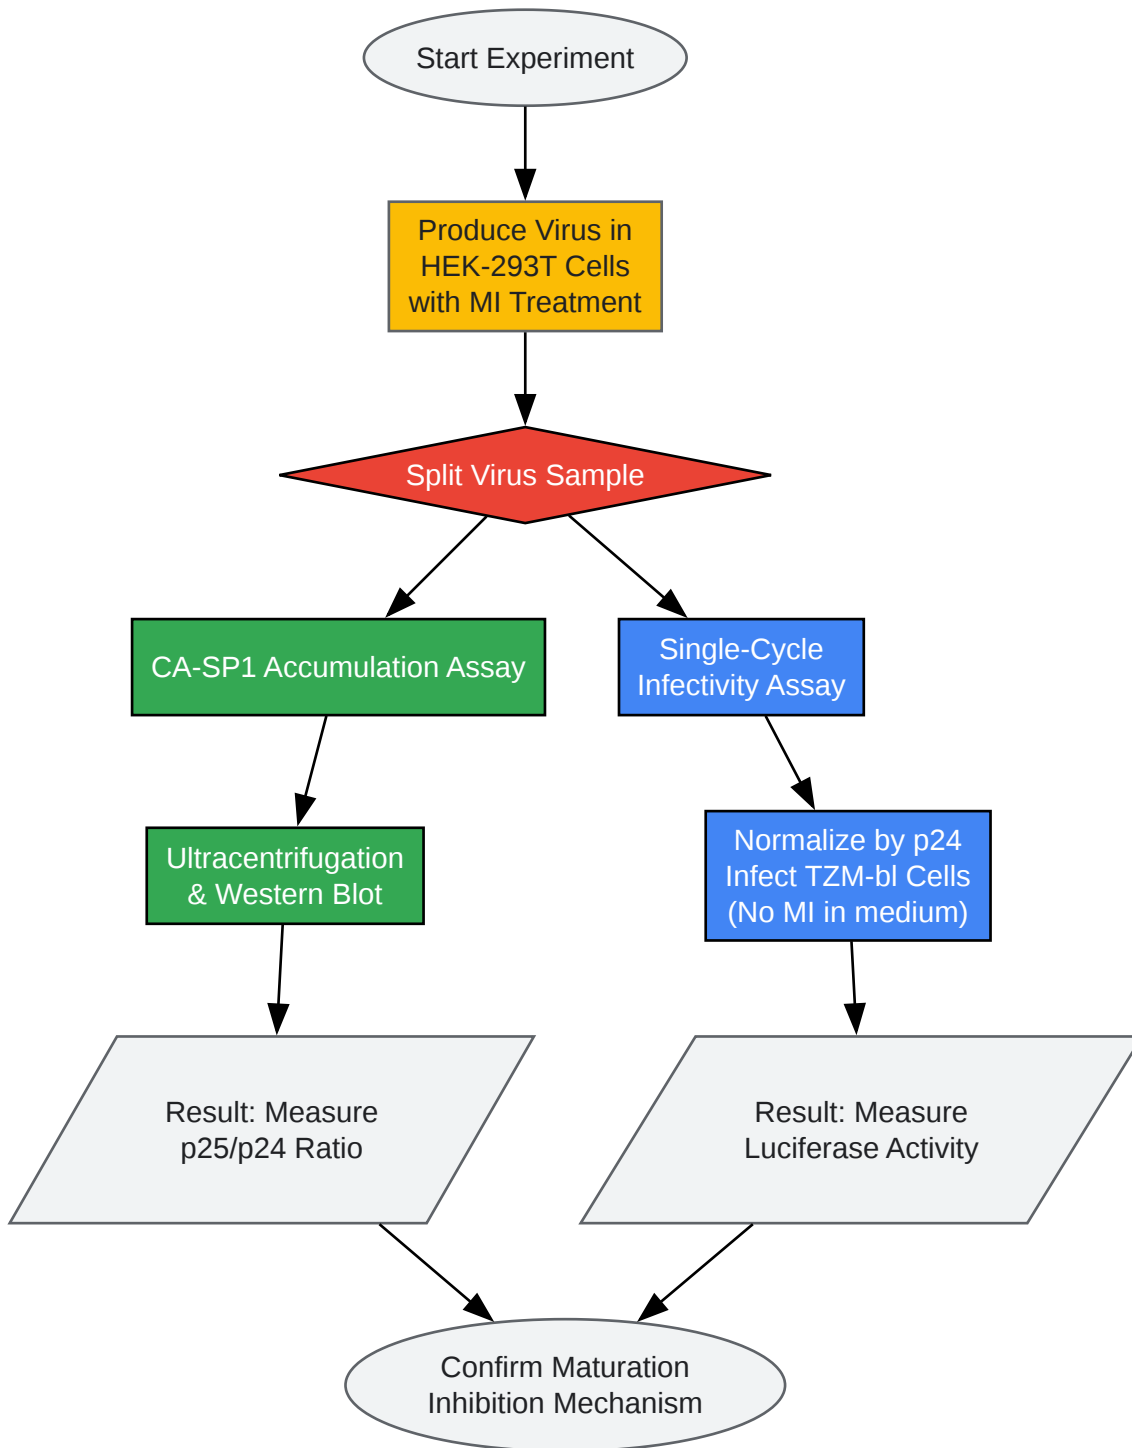 Start Experiment
Produce Virus in
HEK-293T Cells
with MI Treatment
Split Virus Sample
CA-SP1 Accumulation Assay
Single-Cycle
Infectivity Assay
Ultracentrifugation
& Western Blot
Normalize by p24
Infect TZM-bl Cells
(No MI in medium)
Result: Measure
p25/p24 Ratio
Result: Measure
Luciferase Activity
Confirm Maturation
Inhibition Mechanism